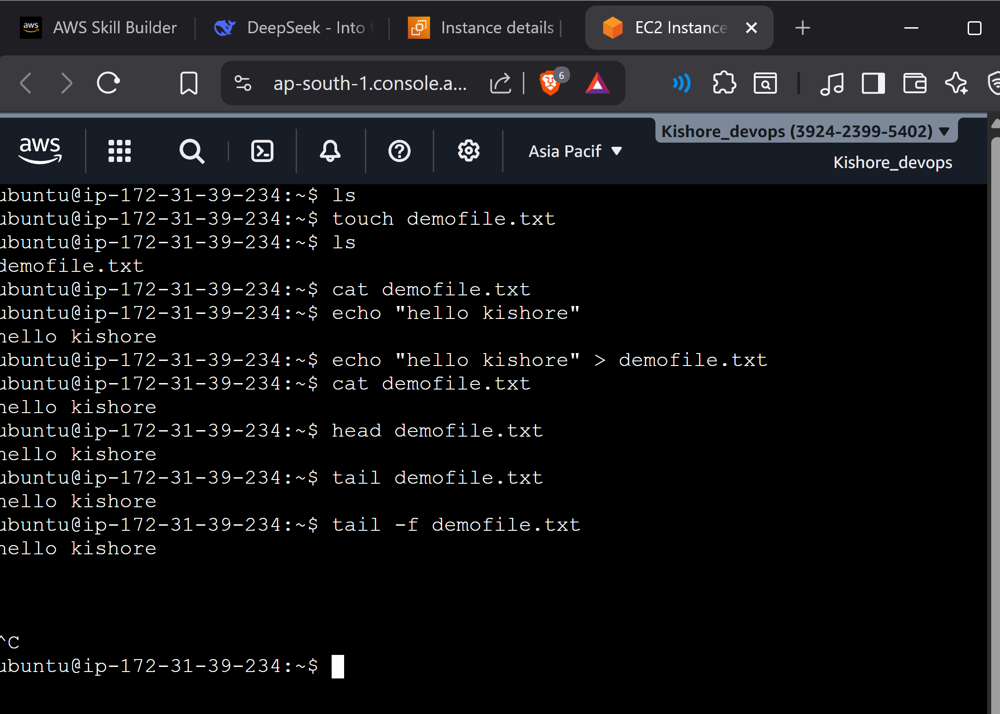 aws AWS Skill Builder
DeepSeek - Into t
Instance details |
EC2 Instance
ap-south-1.console.a...
6
aws
Asia Pacif
Kishore_devops (3924-2399-5402)
Kishore_devops
ubuntu@ip-172-31-39-234:~$ ls
ubuntu@ip-172-31-39-234:~$ touch demofile.txt
ubuntu@ip-172-31-39-234:~$ ls
demofile.txt
ubuntu@ip-172-31-39-234:~$ cat demofile.txt
ubuntu@ip-172-31-39-234:~$ echo "hello kishore"
hello kishore
ubuntu@ip-172-31-39-234:~$ echo "hello kishore" > demofile.txt
ubuntu@ip-172-31-39-234:~$ cat demofile.txt
hello kishore
ubuntu@ip-172-31-39-234:~$ head demofile.txt
hello kishore
ubuntu@ip-172-31-39-234:~$ tail demofile.txt
hello kishore
ubuntu@ip-172-31-39-234:~$ tail -f demofile.txt
hello kishore
^C
ubuntu@ip-172-31-39-234:~$